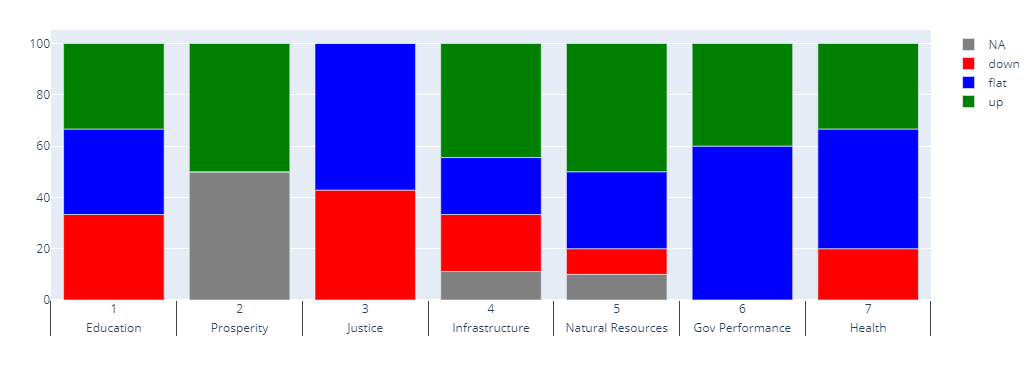 100
80
60
40
20
0
1 2 3 4 5 6 7
Education Prosperity Justice Infrastructure Natural Resources Gov Performance Health
NA
down
flat
up